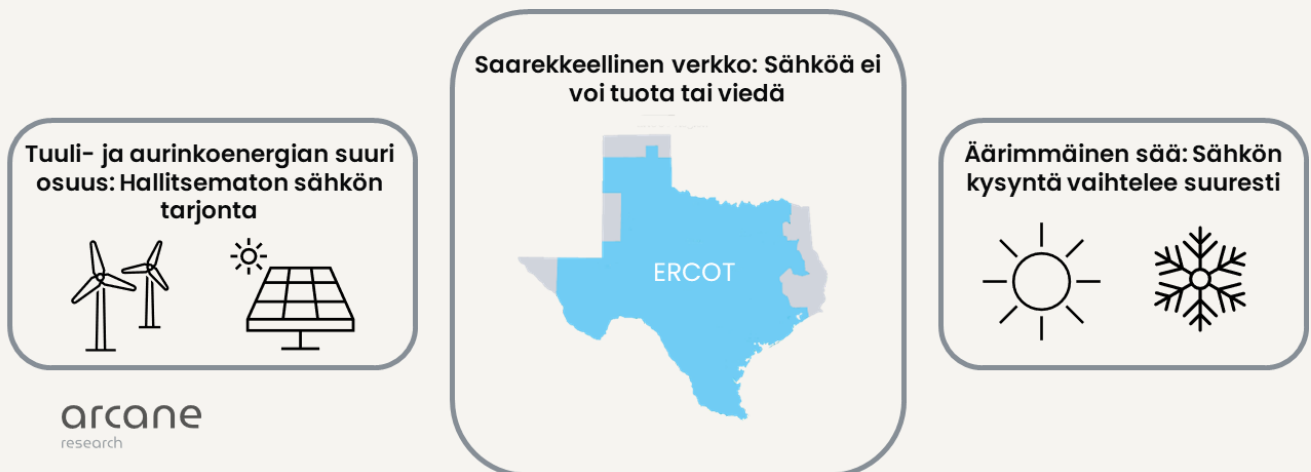 Tuuli- ja aurinkoenergian suuri
osuus: Hallitsematon sähkön
tarjonta
Saarekkeellinen verkko: Sähköä ei
voi tuota tai viedä
ERCOT
Äärimmäinen sää: Sähkön
kysyntä vaihtelee suuresti
arcane
research